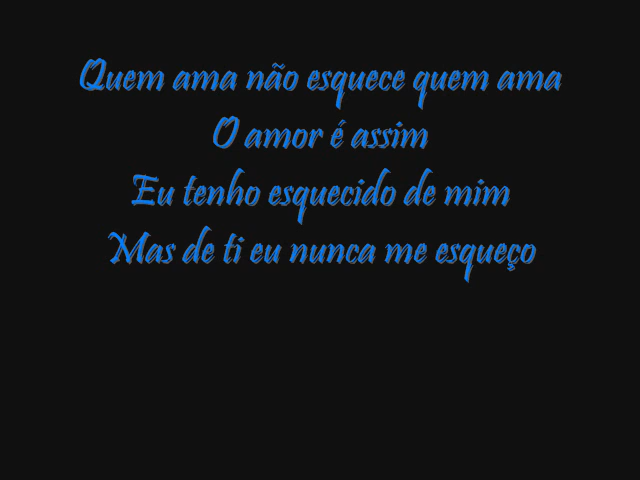 Quem ama não esquece quem ama
O amor é assim
Eu tenho esquecido de mim
Mas de ti eu nunca me esqueço